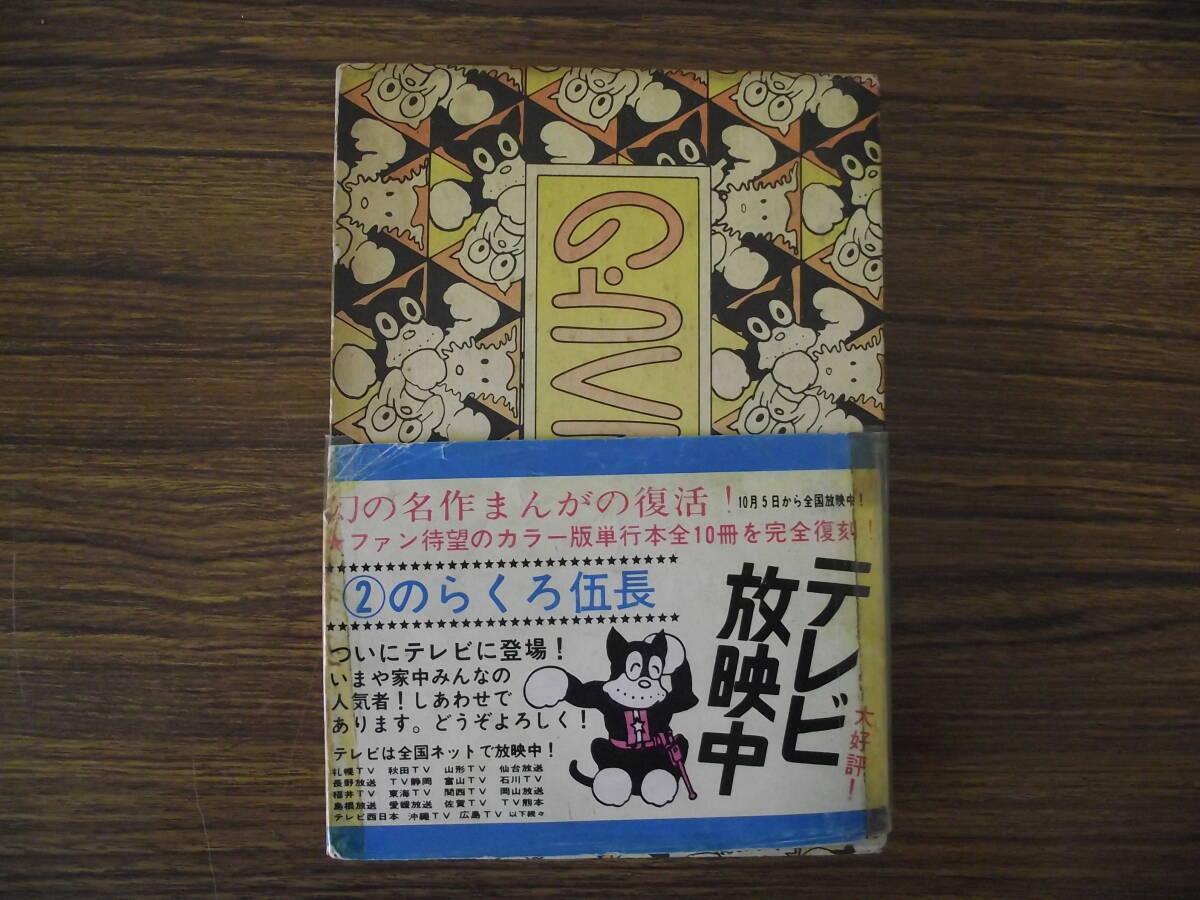 幻の名作まんがの復活!
10月5日から全国放映中!
★ファン待望のカラー版単行本全10冊を完全復刻!
②のらくろ伍長
テレビ
放映中
大好評!
ついにテレビに登場!
いまや家中みんなの
人気者!しあわせで
あります。どうぞよろしく!
テレビは全国ネットで放映中!
札幌TV 秋田TV 山形TV 仙台放送
長野放送 TV静岡 富山TV 石川TV
福井TV 東海TV 関西TV 岡山放送
島根放送 愛媛放送 佐賀TV TV熊本
テレビ西日本 沖縄TV 広島TV 以下続々